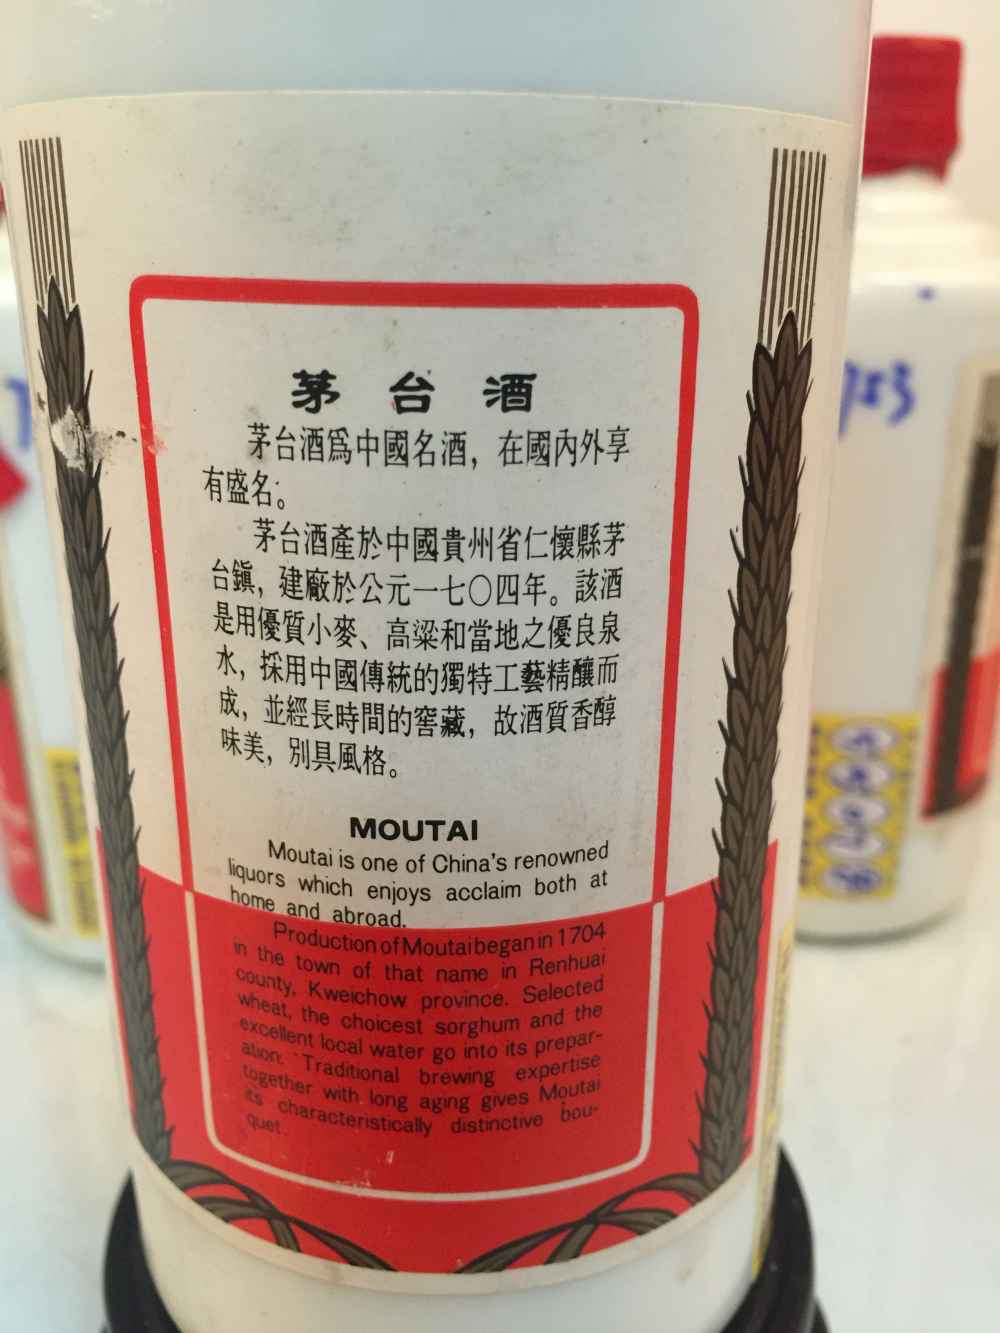 茅台酒
茅台酒爲中國名酒，在國內外享
有盛名。
茅台酒產於中國貴州省仁懷縣茅
台鎭，建廠於公元一七〇四年。該酒
是用優質小麥、高粱和當地之優良泉
水，採用中國傳統的獨特工藝精釀而
成，並經長時間的窖藏，故酒質香醇
味美，別具風格。
MOUTAI
Moutai is one of China's renowned
liquors which enjoys acclaim both at
home and abroad.
Production of Moutai began in 1704
in the town of that name in Renhuai
county, Kweichow province. Selected
wheat, the choicest sorghum and the
excellent local water go into its prepar-
ation. Traditional brewing expertise
together with long aging gives Moutai
its characteristically distinctive bou-
quet.